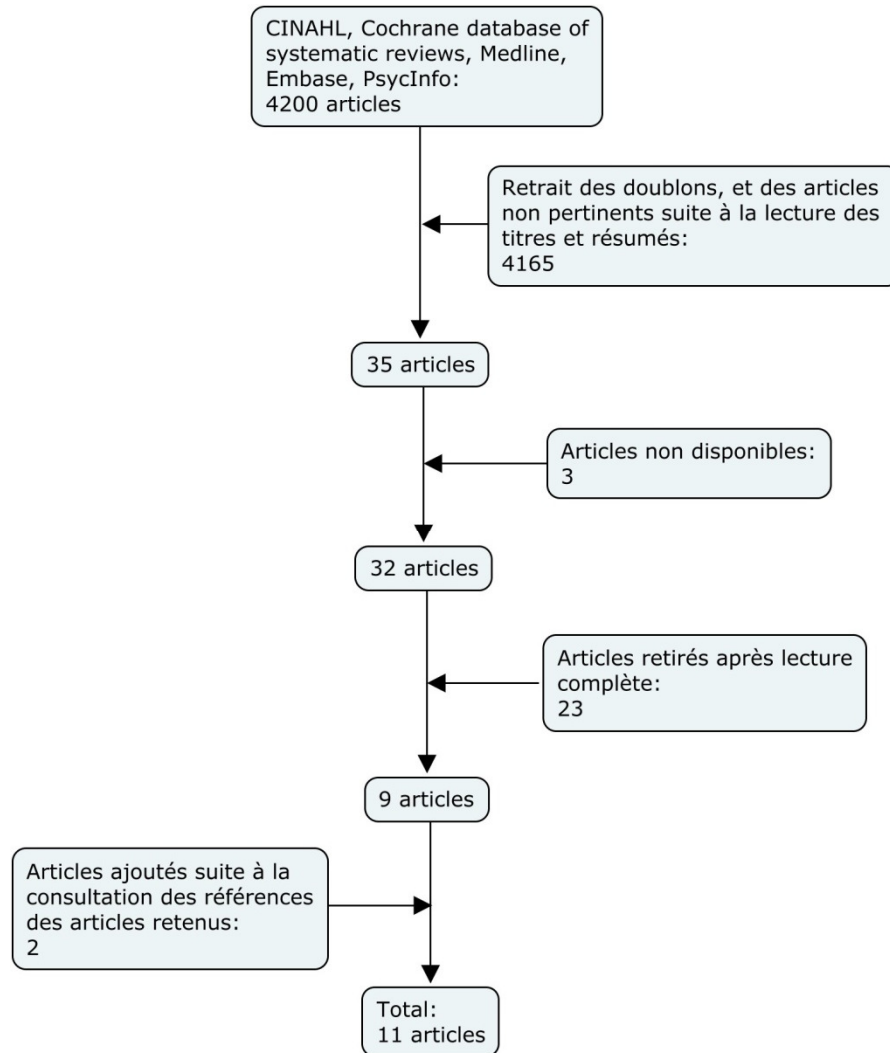 CINAHL, Cochrane database of
systematic reviews, Medline,
Embase, PsycInfo:
4200 articles
Retrait des doublons, et des articles
non pertinents suite à la lecture des
titres et résumés:
4165
35 articles
Articles non disponibles:
3
32 articles
Articles retirés après lecture
complète:
23
9 articles
Articles ajoutés suite à la
consultation des références
des articles retenus:
2
Total:
11 articles